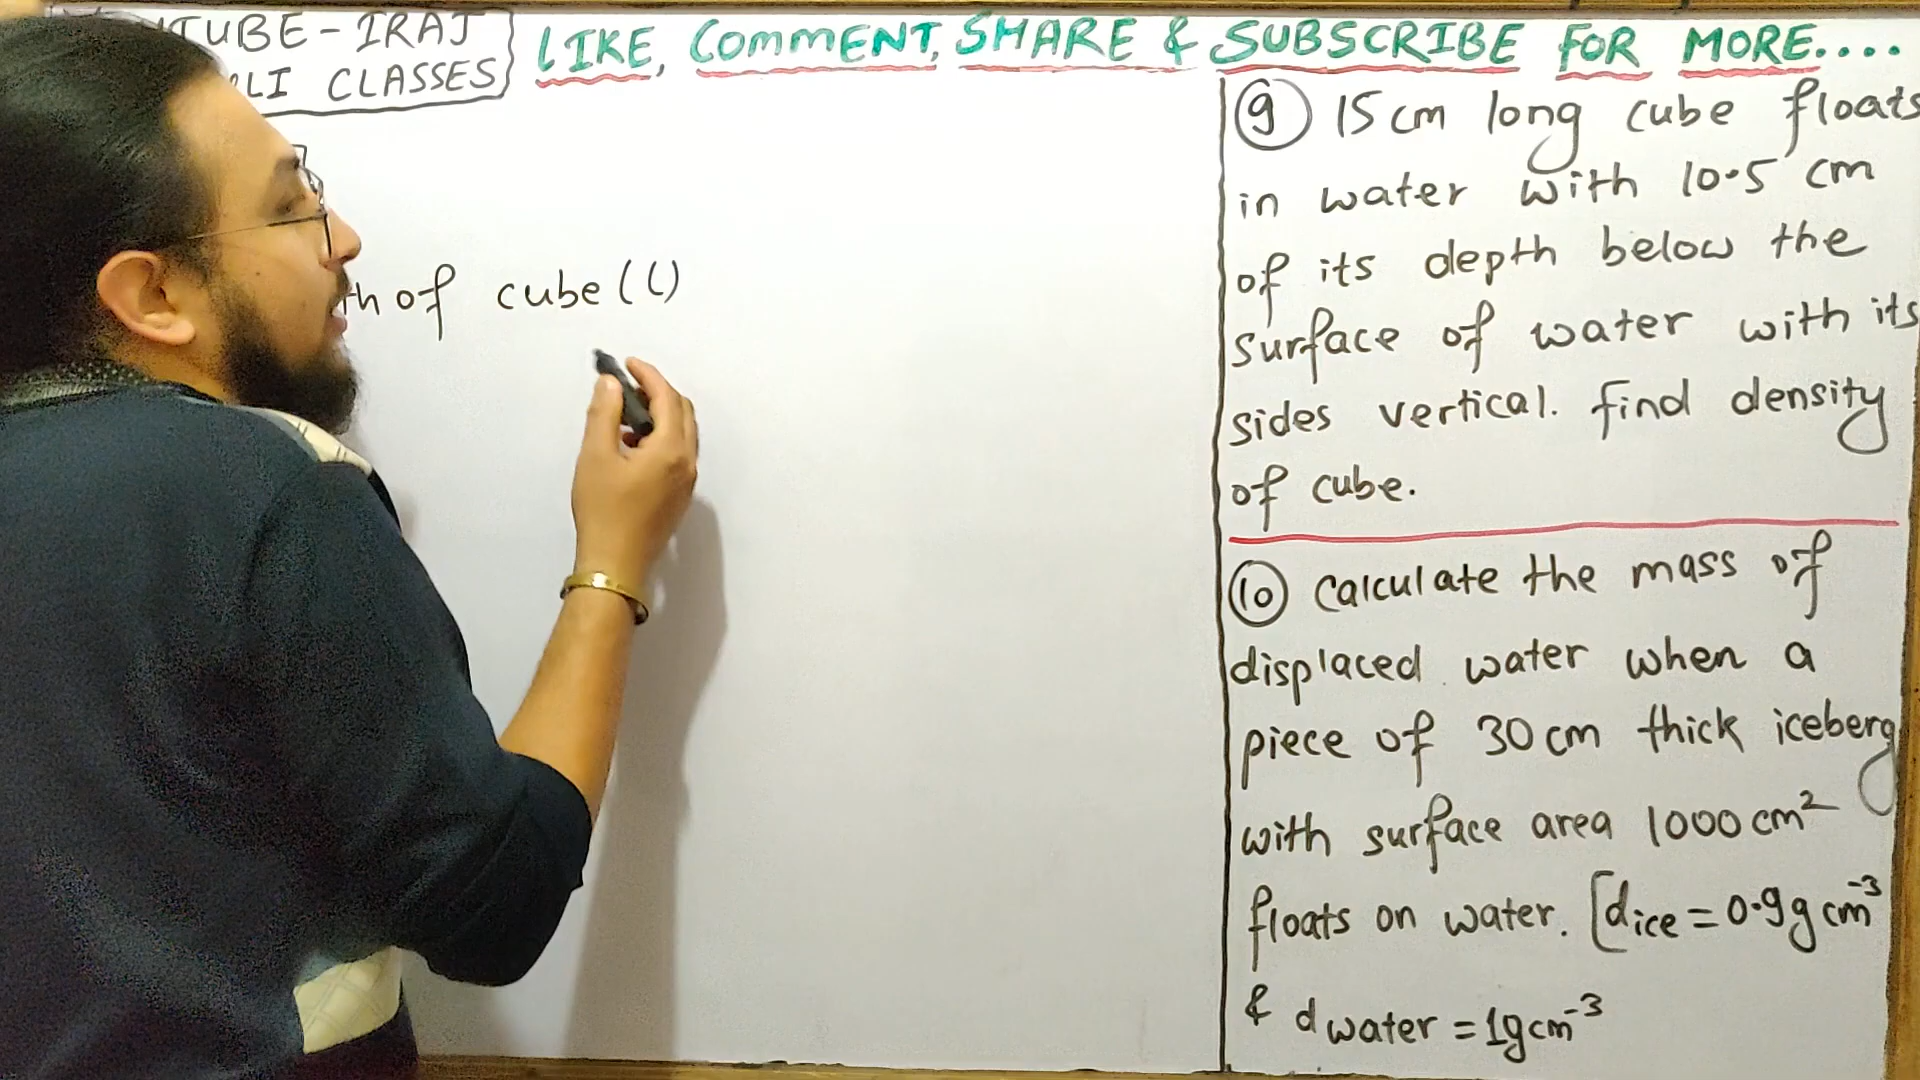 TUBE-IRAJ
LI CLASSES
LIKE, COMMENT, SHARE & SUBSCRIBE FOR MORE....
of cube (l)
(9) 15 cm long cube floats
in water with 10.5 cm
of its depth below the
surface of water with its
sides vertical. find density
of cube.
(10) calculate the mass of
displaced water when a
piece of 30 cm thick iceberg
with surface area 1000 cm²
floats on water. [dice = 0.9 g cm⁻³
& dwater = 1g cm⁻³